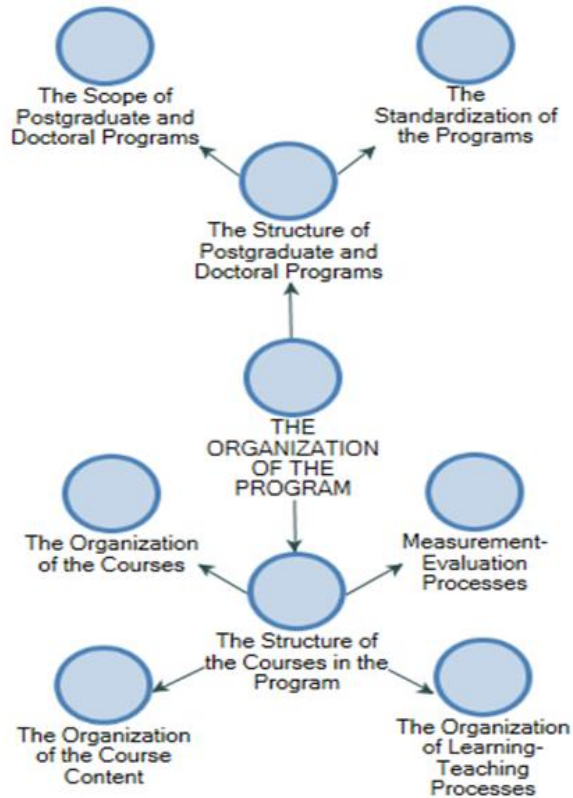 The Scope of
Postgraduate and
Doctoral Programs
The
Standardization of
the Programs
The Structure of
Postgraduate and
Doctoral Programs
THE
ORGANIZATION
OF THE
PROGRAM
The Organization
of the Courses
Measurement-
Evaluation
Processes
The Structure of
the Courses in the
Program
The Organization
of the Course
Content
The Organization
of Learning-
Teaching
Processes